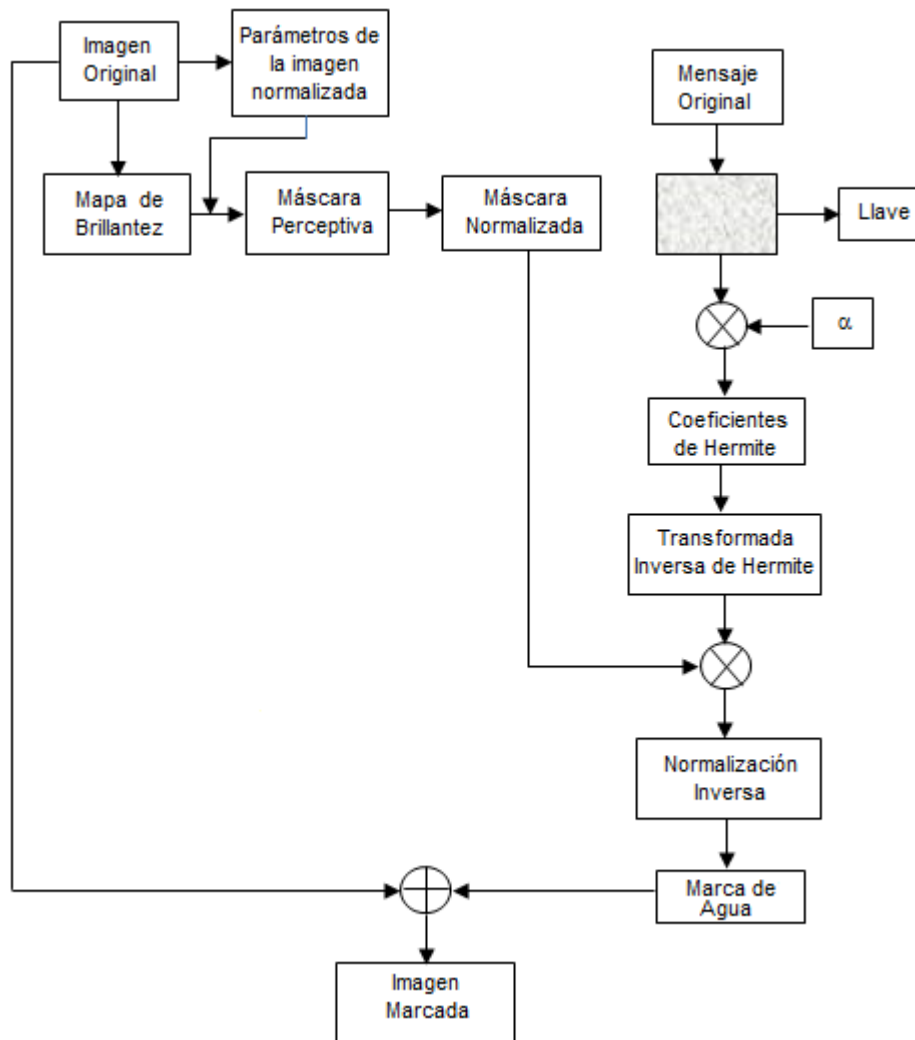 Imagen
Original
Parámetros de
la imagen
normalizada
Mensaje
Original
Mapa de
Brillantez
Máscara
Perceptiva
Máscara
Normalizada
Llave
α
Coeficientes
de Hermite
Transformada
Inversa de Hermite
Normalización
Inversa
Marca de
Agua
Imagen
Marcada